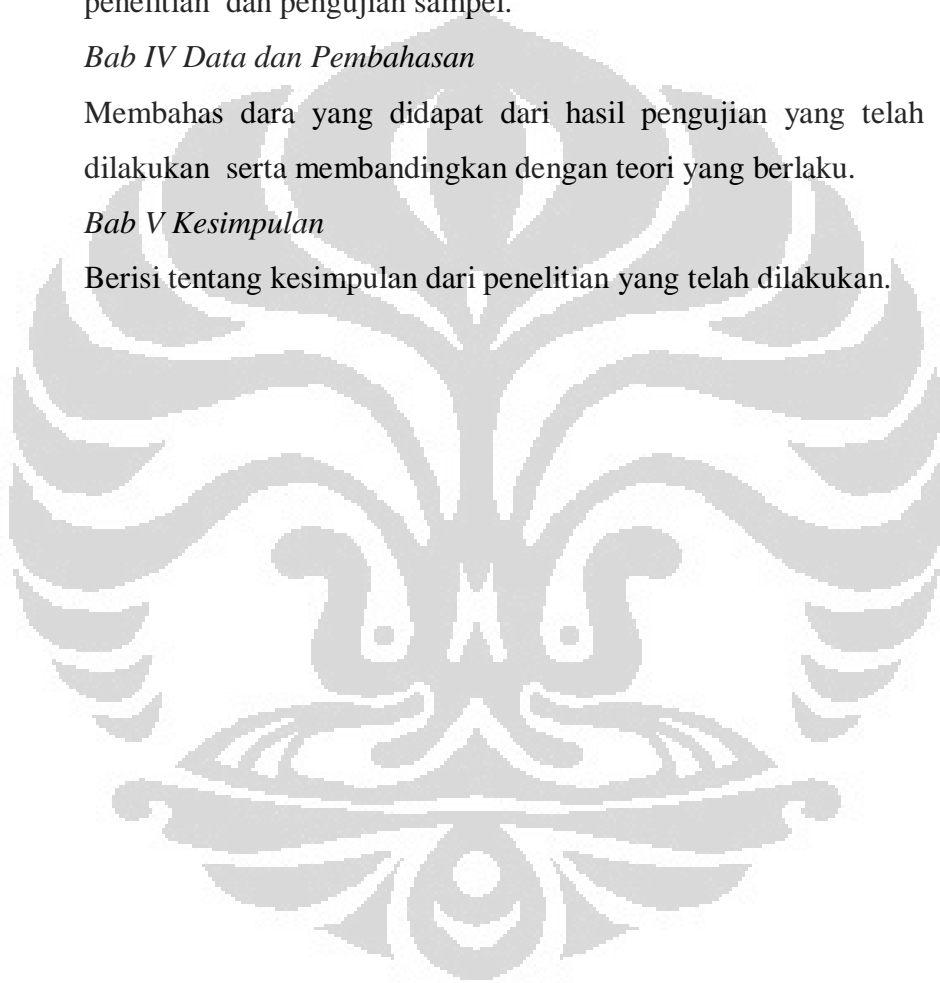 penelitian dan pengujian sampel.
Bab IV Data dan Pembahasan
Membahas dara yang didapat dari hasil pengujian yang telah
dilakukan serta membandingkan dengan teori yang berlaku.
Bab V Kesimpulan
Berisi tentang kesimpulan dari penelitian yang telah dilakukan.